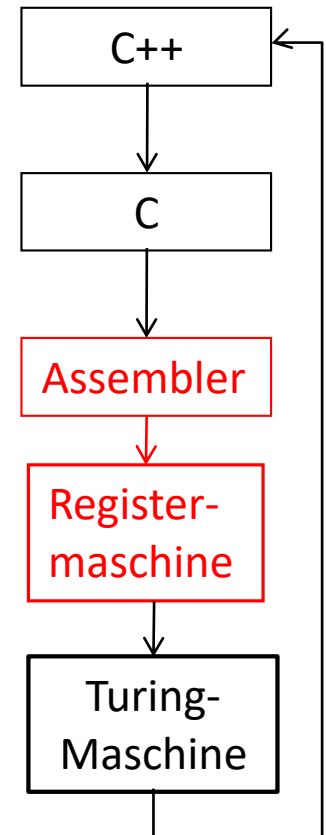 C++
C
Assembler
Register-
maschine
Turing-
Maschine